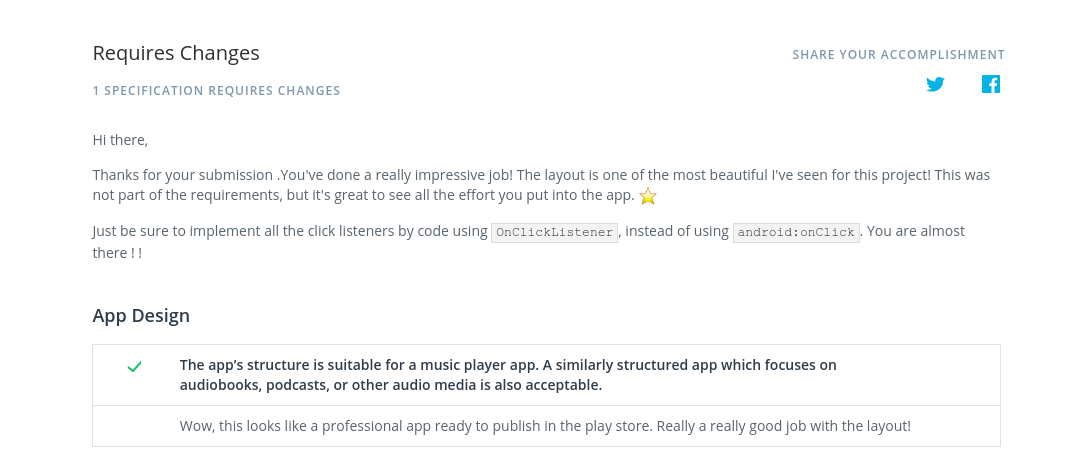 Requires Changes
SHARE YOUR ACCOMPLISHMENT
1 SPECIFICATION REQUIRES CHANGES
Hi there,
Thanks for your submission .You've done a really impressive job! The layout is one of the most beautiful I've seen for this project! This was
not part of the requirements, but it's great to see all the effort you put into the app.
Just be sure to implement all the click listeners by code using OnClickListener, instead of using android:onClick. You are almost
there ! !
App Design
The app’s structure is suitable for a music player app. A similarly structured app which focuses on
audiobooks, podcasts, or other audio media is also acceptable.
Wow, this looks like a professional app ready to publish in the play store. Really a really good job with the layout!